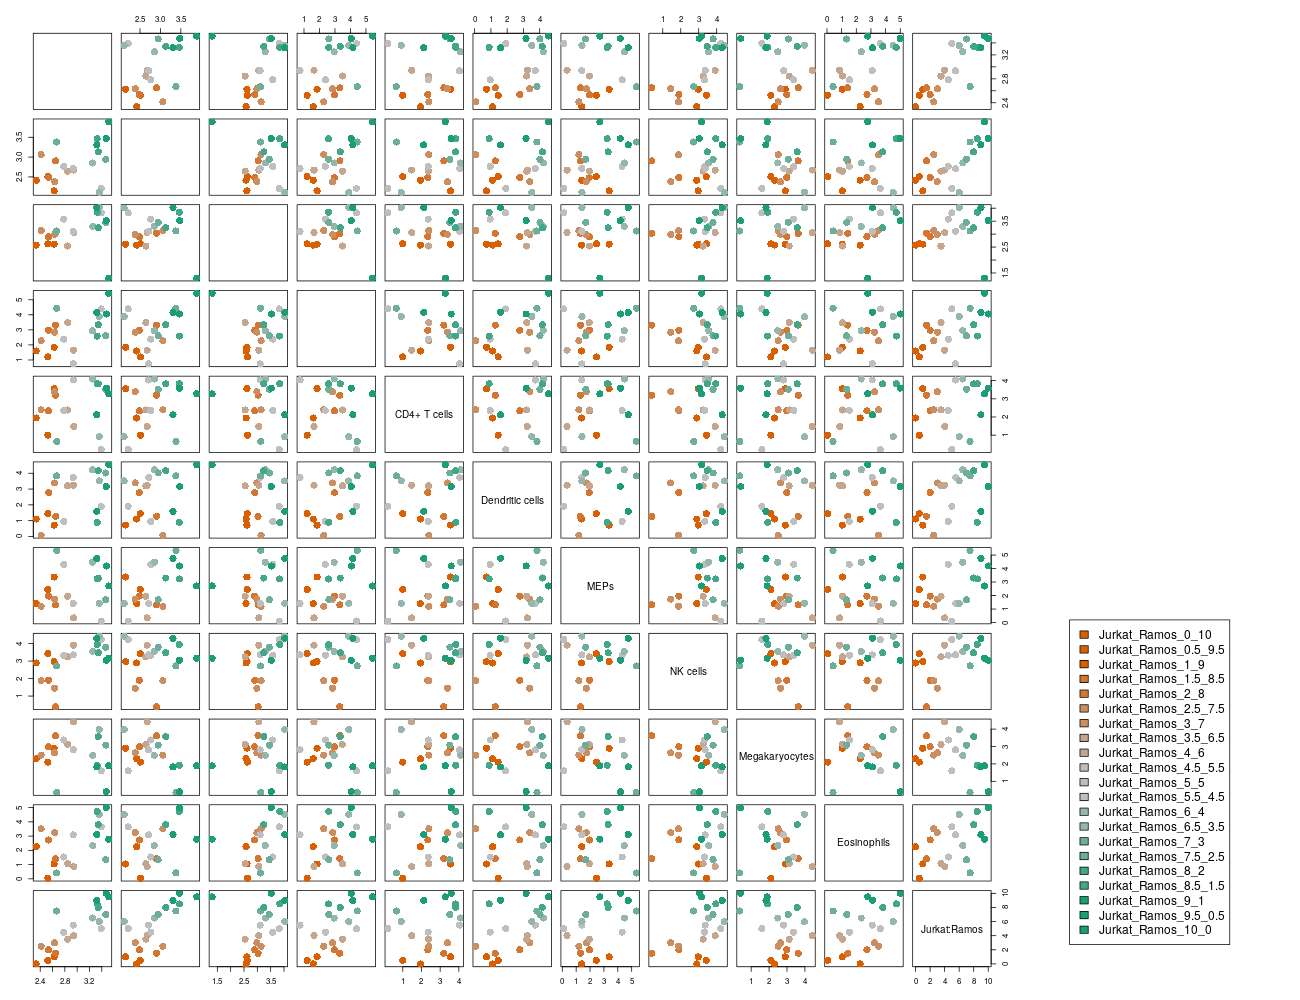 2.5 3.0 3.5 1 2 3 4 5 0 1 2 3 4 1 2 3 4 0 1 2 3 4 5
2.4 2.8 3.2
2.5 3.0 3.5
1.5 2.5 3.5
1 2 3 4 5
CD4+ T cells
1 2 3 4
Dendritic cells
0 1 2 3 4
MEPs
0 1 2 3 4 5
NK cells
1 2 3 4
Megakaryocytes
1 2 3 4
Eosinophils
0 1 2 3 4 5
Jurkat:Ramos
0 2 4 6 8 10
2.4 2.8 3.2 1.5 2.5 3.5 1 2 3 4 0 1 2 3 4 5 1 2 3 4 0 2 4 6 8 10
Jurkat_Ramos_0_10
Jurkat_Ramos_0.5_9.5
Jurkat_Ramos_1_9
Jurkat_Ramos_1.5_8.5
Jurkat_Ramos_2_8
Jurkat_Ramos_2.5_7.5
Jurkat_Ramos_3_7
Jurkat_Ramos_3.5_6.5
Jurkat_Ramos_4_6
Jurkat_Ramos_4.5_5.5
Jurkat_Ramos_5_5
Jurkat_Ramos_5.5_4.5
Jurkat_Ramos_6_4
Jurkat_Ramos_6.5_3.5
Jurkat_Ramos_7_3
Jurkat_Ramos_7.5_2.5
Jurkat_Ramos_8_2
Jurkat_Ramos_8.5_1.5
Jurkat_Ramos_9_1
Jurkat_Ramos_9.5_0.5
Jurkat_Ramos_10_0